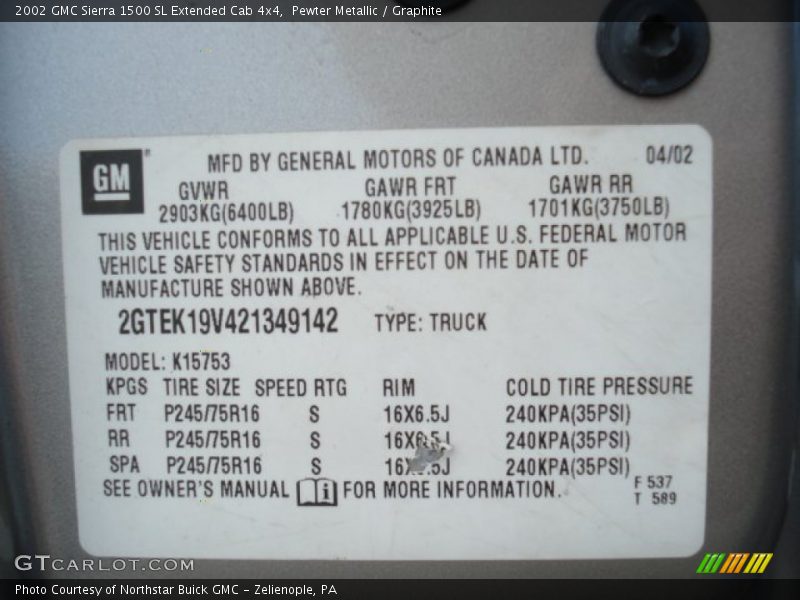 2002 GMC Sierra 1500 SL Extended Cab 4x4, Pewter Metallic / Graphite
GM MFD BY GENERAL MOTORS OF CANADA LTD. 04/02
GVWR GAWR FRT GAWR RR
2903KG(6400LB) 1780KG(3925LB) 1701KG(3750LB)
THIS VEHICLE CONFORMS TO ALL APPLICABLE U.S. FEDERAL MOTOR
VEHICLE SAFETY STANDARDS IN EFFECT ON THE DATE OF
MANUFACTURE SHOWN ABOVE.
2GTEK19V421349142 TYPE: TRUCK
MODEL: K15753
KPGS TIRE SIZE SPEED RTG RIM COLD TIRE PRESSURE
FRT P245/75R16 S 16X6.5J 240KPA(35PSI)
RR P245/75R16 S 16X6.5J 240KPA(35PSI)
SPA P245/75R16 S 16X6.5J 240KPA(35PSI)
SEE OWNER'S MANUAL FOR MORE INFORMATION. F 537
T 589
GTCARLOT.COM
Photo Courtesy of Northstar Buick GMC - Zelienople, PA